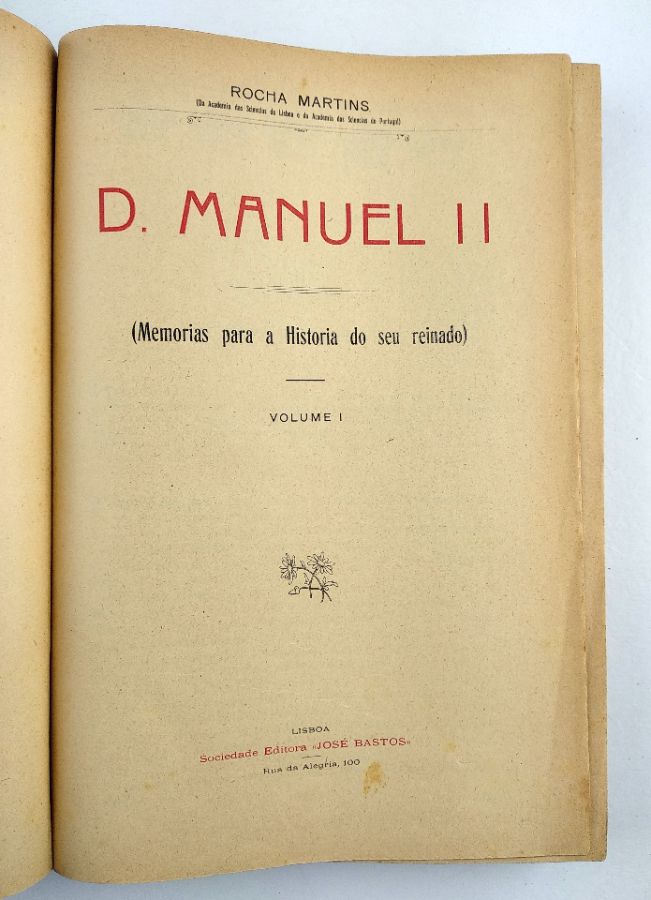 ROCHA MARTINS
(Da Academia das Sciencias de Lisboa e da Academia das Sciencias de Portugal)
D. MANUEL II
(Memorias para a Historia do seu reinado)
VOLUME I
LISBOA
Sociedade Editora «JOSÉ BASTOS»
Rua da Alegria, 100